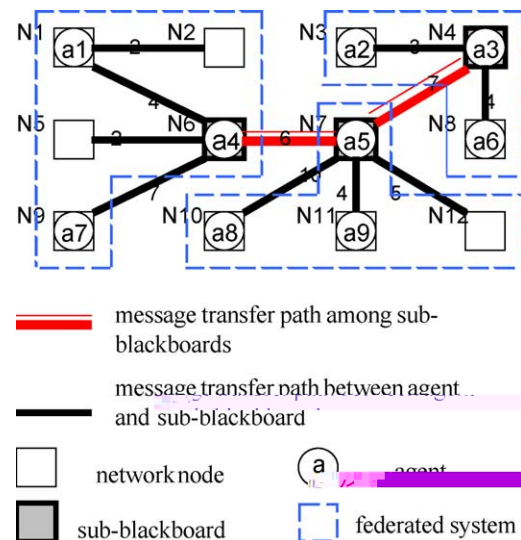 N1 N2 N3 N4
a1 2 a2 3 a3
4 7 4
N5 N6 N7 N8
2 a4 6 a5 a6
7 10 4 5
N9 N10 N11 N12
a7 a8 a9
message transfer path among sub-
blackboards
message transfer path between agent
and sub-blackboard
network node a agent
sub-blackboard federated system